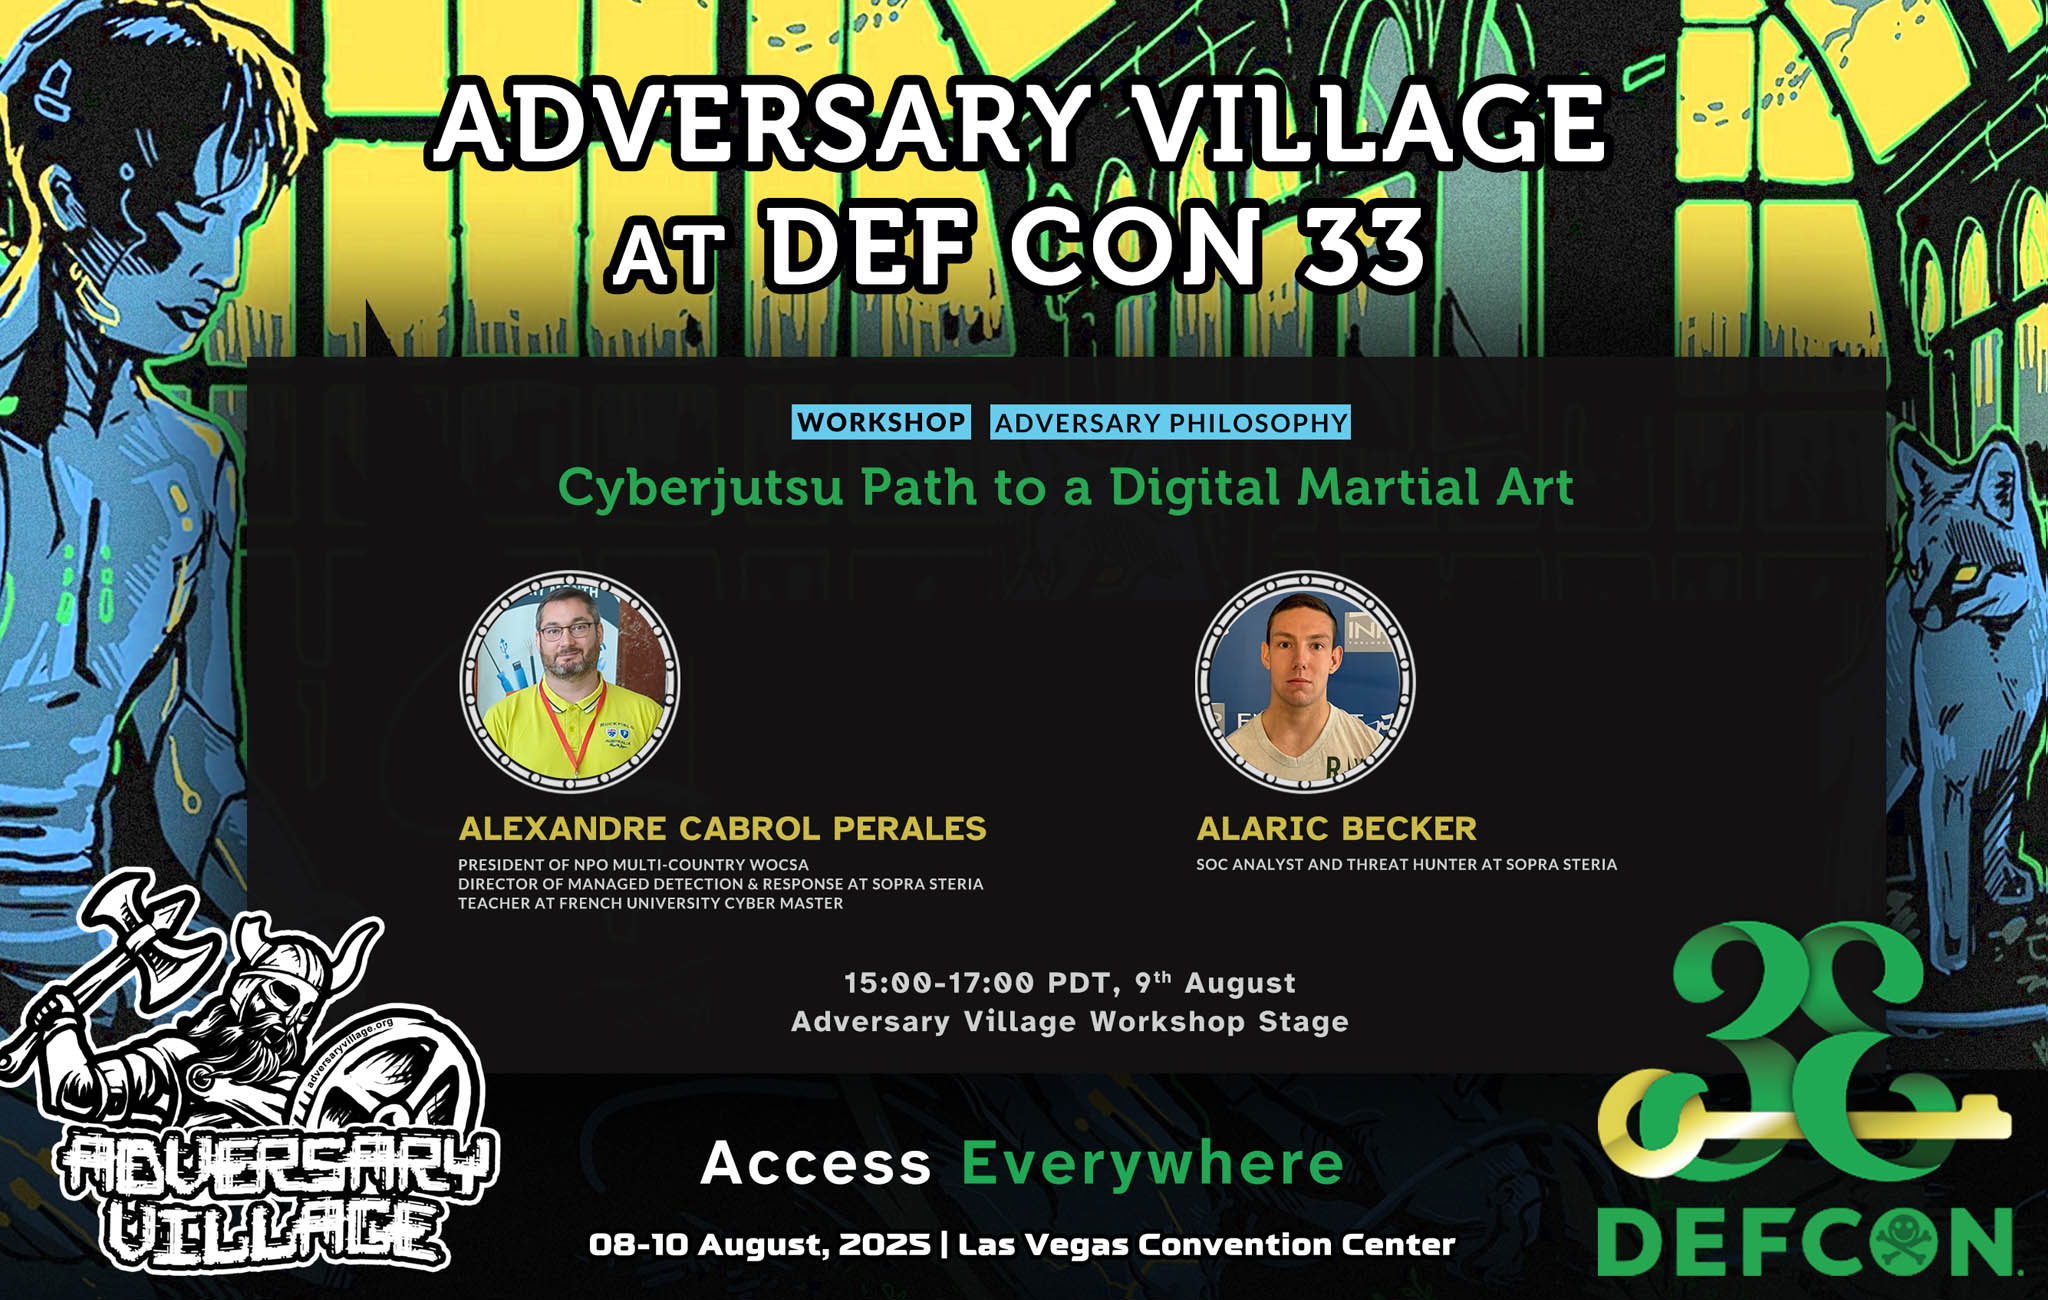 ADVERSARY VILLAGE
AT DEF CON 33
WORKSHOP ADVERSARY PHILOSOPHY
Cyberjutsu Path to a Digital Martial Art
ALEXANDRE CABROL PERALES
PRESIDENT OF NPO MULTI-COUNTRY WOCSA
DIRECTOR OF MANAGED DETECTION & RESPONSE AT SOPRA STERIA
TEACHER AT FRENCH UNIVERSITY CYBER MASTER
ALARIC BECKER
SOC ANALYST AND THREAT HUNTER AT SOPRA STERIA
15:00-17:00 PDT, 9th August
Adversary Village Workshop Stage
adversaryvillage.org
ADVERSARY
VILLAGE
Access Everywhere
08-10 August, 2025 | Las Vegas Convention Center
33
DEFCON.